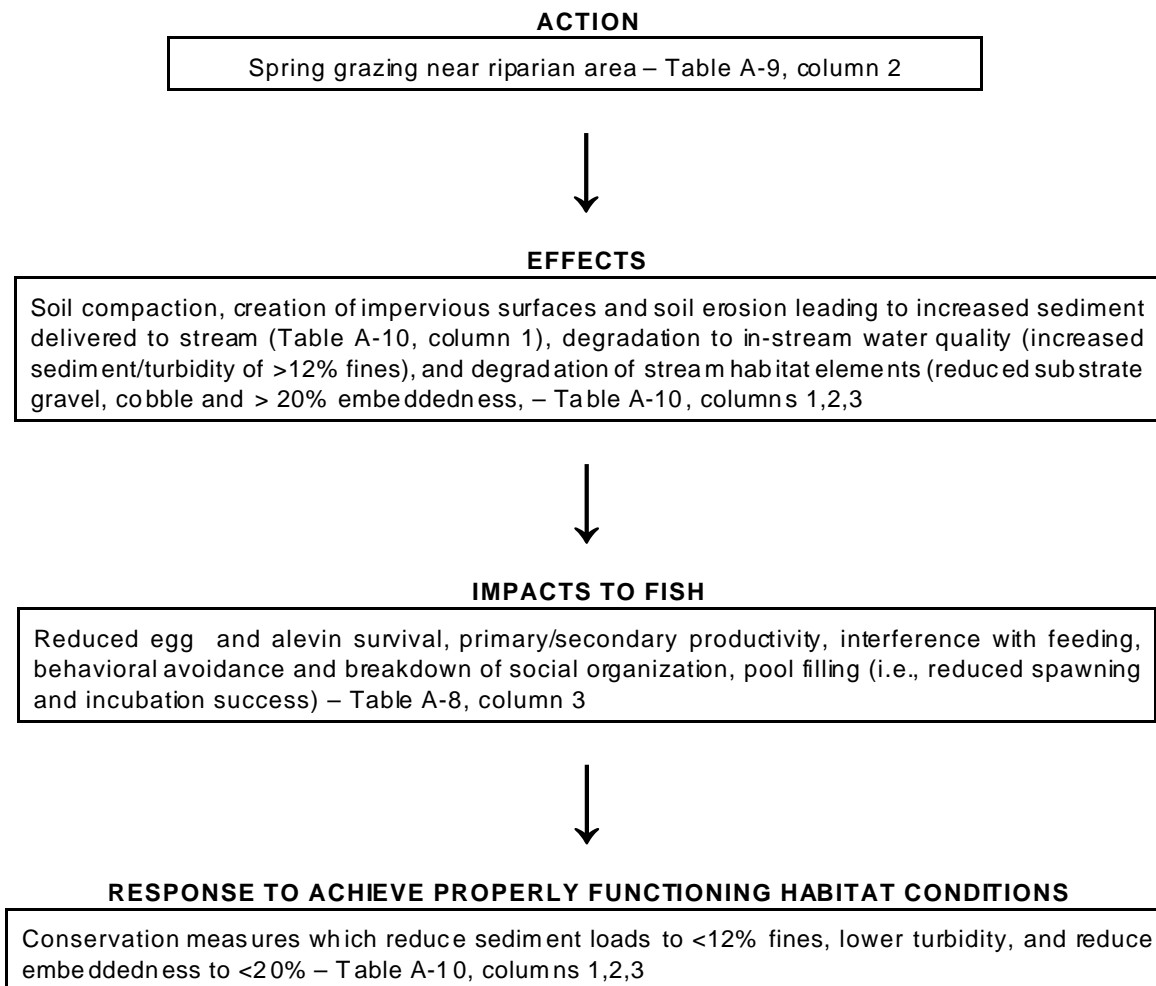 ACTION
Spring grazing near riparian area – Table A-9, column 2
EFFECTS
Soil compaction, creation of impervious surfaces and soil erosion leading to increased sediment
delivered to stream (Table A-10, column 1), degradation to in-stream water quality (increased
sediment/turbidity of >12% fines), and degradation of stream habitat elements (reduced substrate
gravel, cobble and > 20% embeddedness, – Table A-10, columns 1,2,3
IMPACTS TO FISH
Reduced egg and alevin survival, primary/secondary productivity, interference with feeding,
behavioral avoidance and breakdown of social organization, pool filling (i.e., reduced spawning
and incubation success) – Table A-8, column 3
RESPONSE TO ACHIEVE PROPERLY FUNCTIONING HABITAT CONDITIONS
Conservation measures which reduce sediment loads to <12% fines, lower turbidity, and reduce
embeddedness to <20% – Table A-10, columns 1,2,3